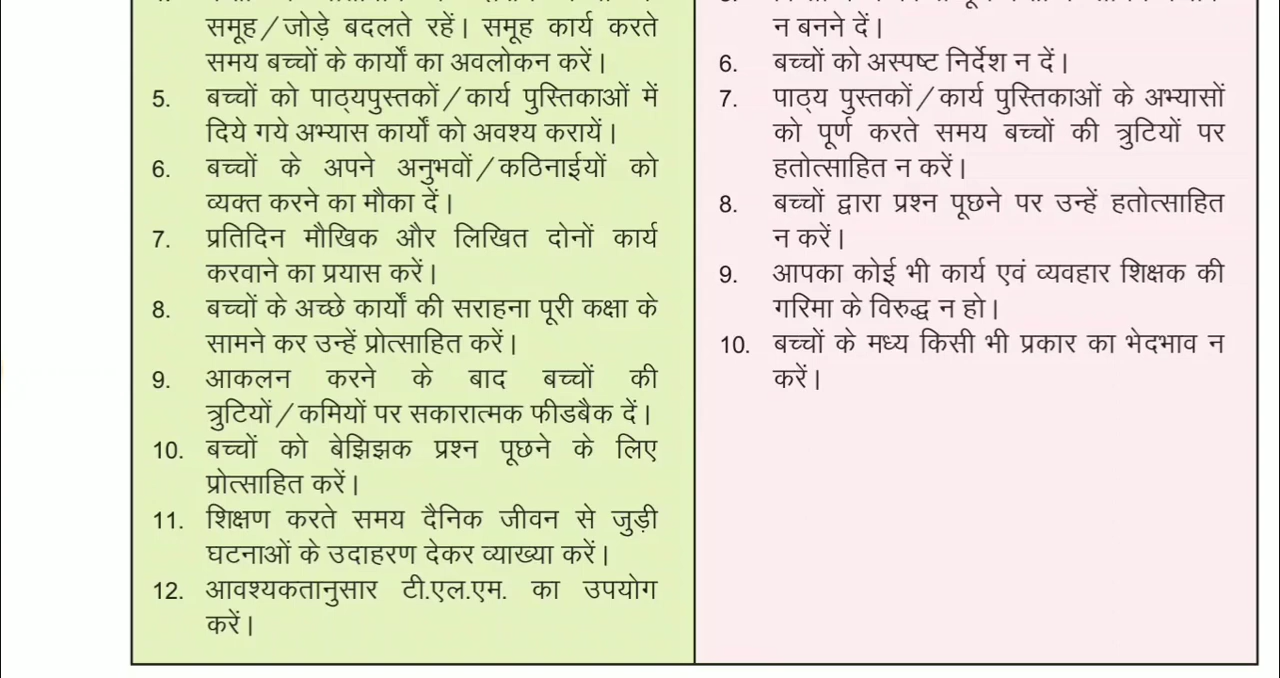 समूह/जोड़े बदलते रहें। समूह कार्य करते
समय बच्चों के कार्यों का अवलोकन करें।
5. बच्चों को पाठ्यपुस्तकों/कार्य पुस्तिकाओं में
दिये गये अभ्यास कार्यों को अवश्य करायें।
6. बच्चों के अपने अनुभवों/कठिनाईयों को
व्यक्त करने का मौका दें।
7. प्रतिदिन मौखिक और लिखित दोनों कार्य
करवाने का प्रयास करें।
8. बच्चों के अच्छे कार्यों की सराहना पूरी कक्षा के
सामने कर उन्हें प्रोत्साहित करें।
9. आकलन करने के बाद बच्चों की
त्रुटियों/कमियों पर सकारात्मक फीडबैक दें।
10. बच्चों को बेझिझक प्रश्न पूछने के लिए
प्रोत्साहित करें।
11. शिक्षण करते समय दैनिक जीवन से जुड़ी
घटनाओं के उदाहरण देकर व्याख्या करें।
12. आवश्यकतानुसार टी.एल.एम. का उपयोग
करें।
न बनने दें।
6. बच्चों को अस्पष्ट निर्देश न दें।
7. पाठ्य पुस्तकों/कार्य पुस्तिकाओं के अभ्यासों
को पूर्ण करते समय बच्चों की त्रुटियों पर
हतोत्साहित न करें।
8. बच्चों द्वारा प्रश्न पूछने पर उन्हें हतोत्साहित
न करें।
9. आपका कोई भी कार्य एवं व्यवहार शिक्षक की
गरिमा के विरुद्ध न हो।
10. बच्चों के मध्य किसी भी प्रकार का भेदभाव न
करें।